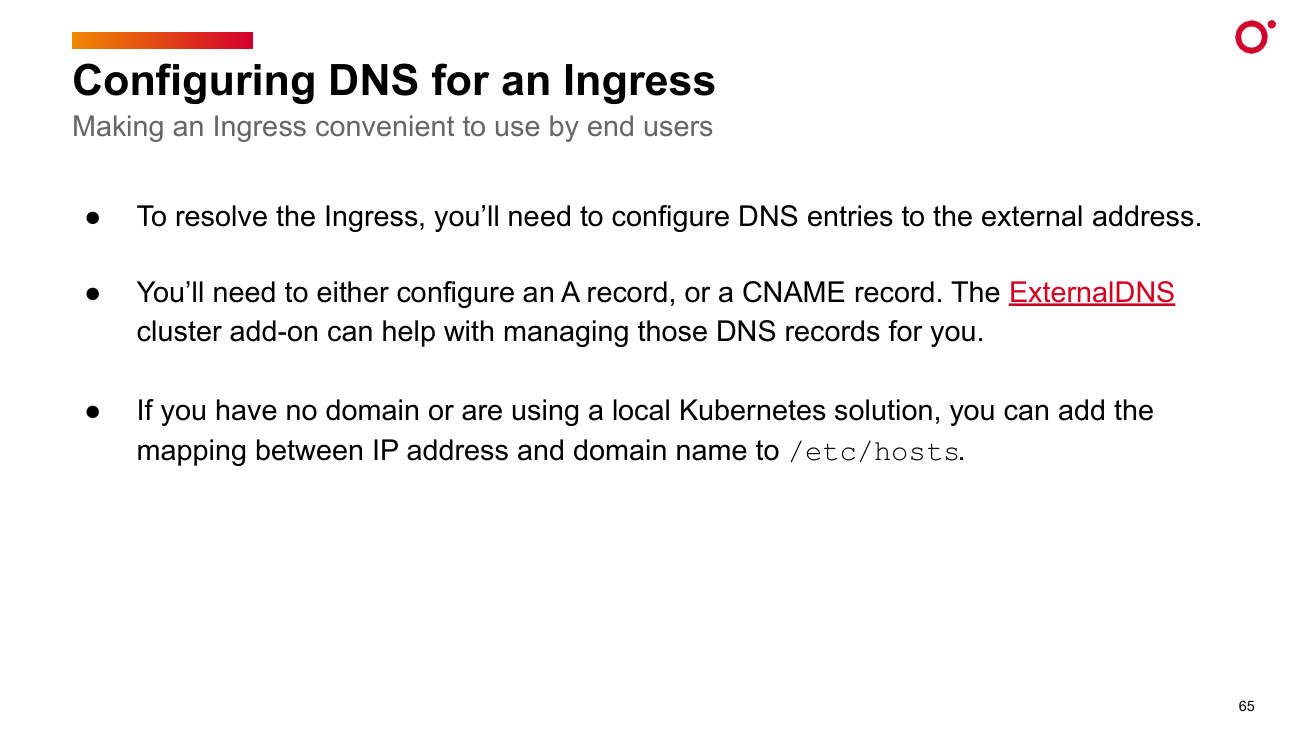 Configuring DNS for an Ingress
Making an Ingress convenient to use by end users
● To resolve the Ingress, you’ll need to configure DNS entries to the external address.
● You’ll need to either configure an A record, or a CNAME record. The ExternalDNS
cluster add-on can help with managing those DNS records for you.
● If you have no domain or are using a local Kubernetes solution, you can add the
mapping between IP address and domain name to /etc/hosts.
65